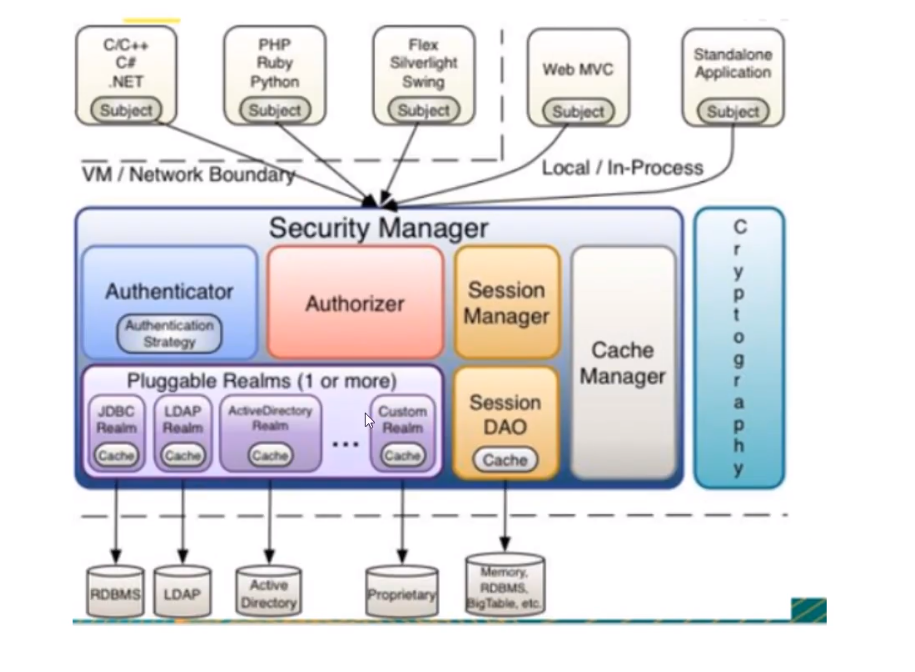 C/C++
C#
.NET
Subject
PHP
Ruby
Python
Subject
Flex
Silverlight
Swing
Subject
Web MVC
Subject
Standalone
Application
Subject
VM / Network Boundary
Local / In-Process
Security Manager
Authenticator
Authentication
Strategy
Authorizer
Session
Manager
Cache
Manager
Cryptography
Pluggable Realms (1 or more)
JDBC
Realm
Cache
LDAP
Realm
Cache
ActiveDirectory
Realm
Cache
...
Custom
Realm
Cache
Session
DAO
Cache
RDBMS
LDAP
Active
Directory
Proprietary
Memory,
RDBMS,
BigTable, etc.